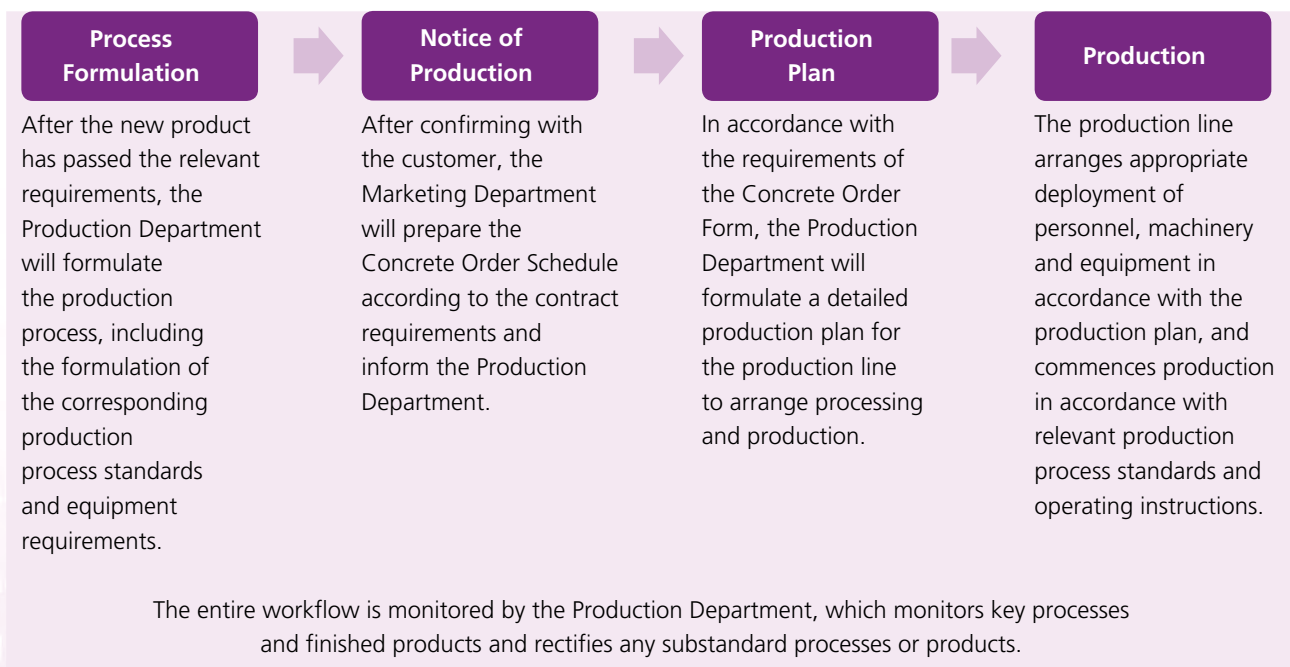 Process
Formulation
After the new product
has passed the relevant
requirements, the
Production Department
will formulate
the production
process, including
the formulation of
the corresponding
production
process standards
and equipment
requirements.
Notice of
Production
After confirming with
the customer, the
Marketing Department
will prepare the
Concrete Order Schedule
according to the contract
requirements and
inform the Production
Department.
Production
Plan
In accordance with
the requirements of
the Concrete Order
Form, the Production
Department will
formulate a detailed
production plan for
the production line
to arrange processing
and production.
Production
The production line
arranges appropriate
deployment of
personnel, machinery
and equipment in
accordance with the
production plan, and
commences production
in accordance with
relevant production
process standards and
operating instructions.
The entire workflow is monitored by the Production Department, which monitors key processes
and finished products and rectifies any substandard processes or products.